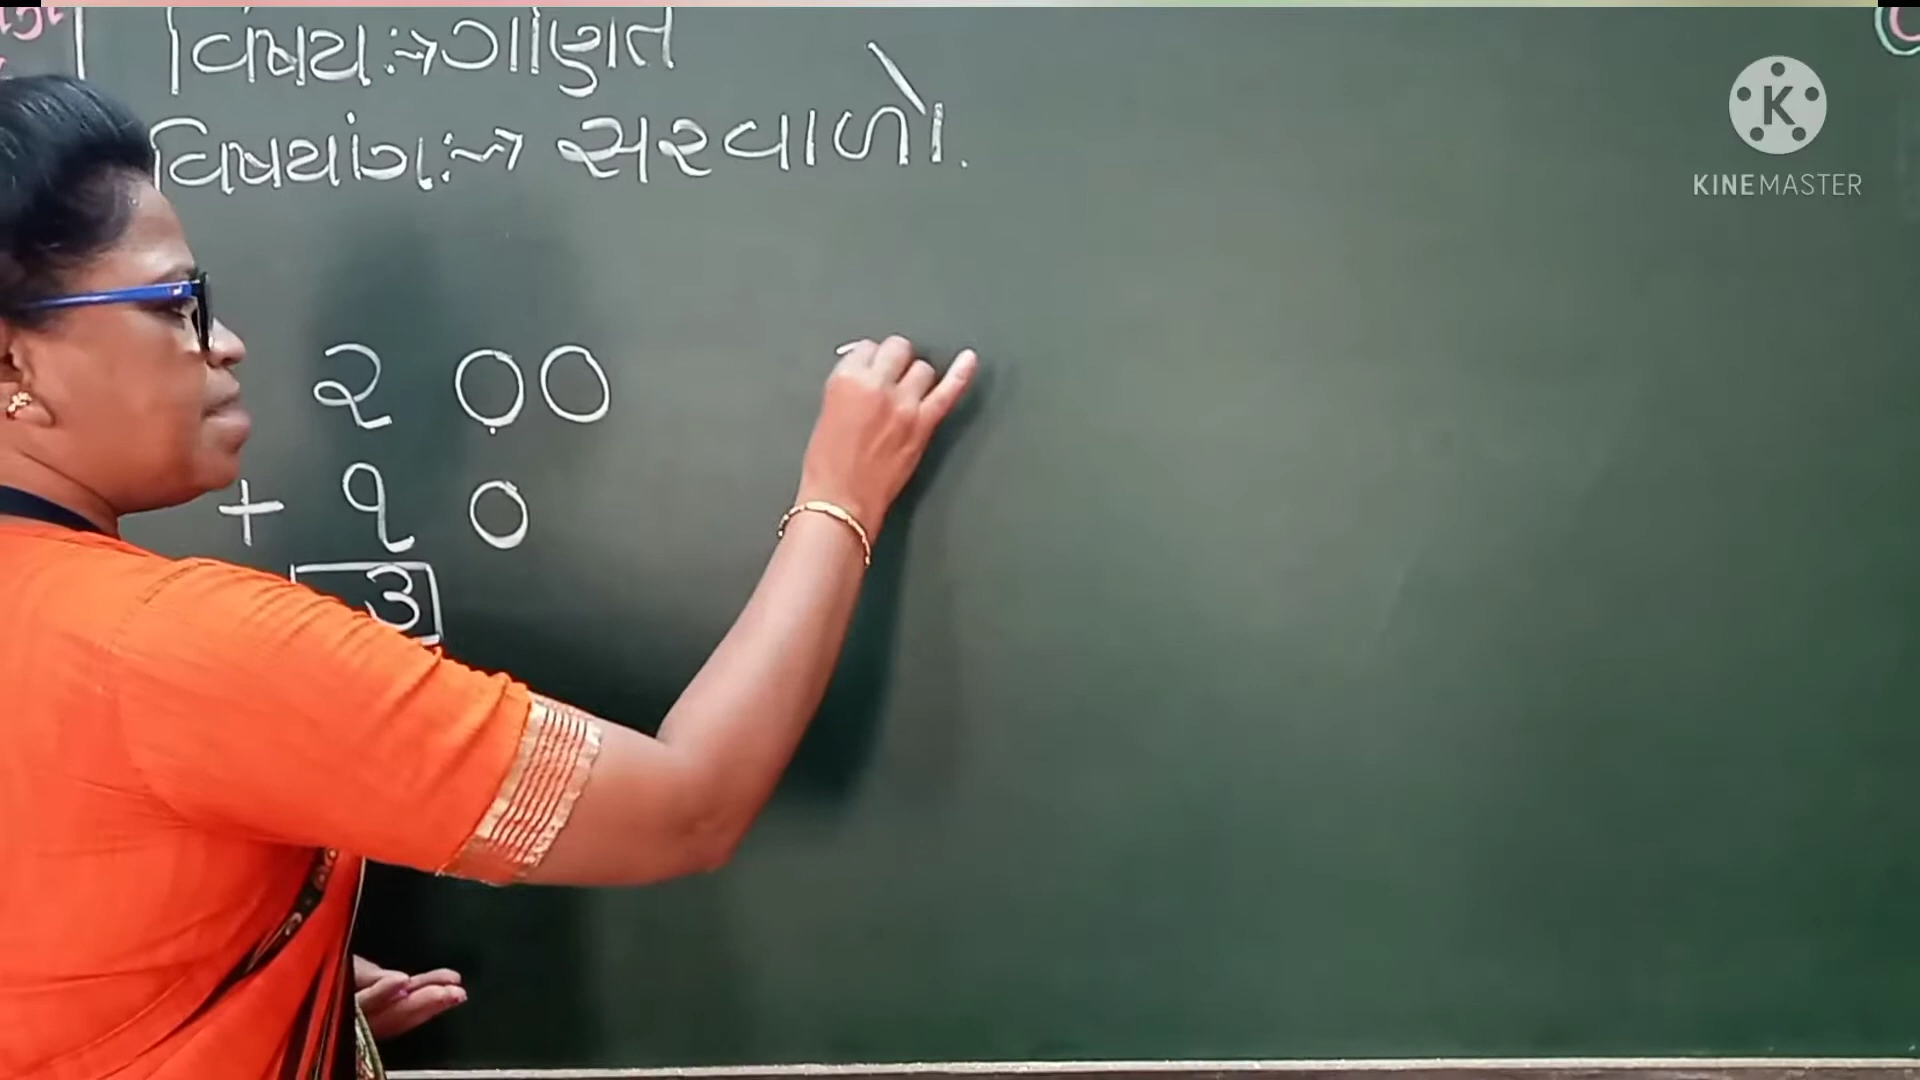 વિષય:→ગણિત
વિષયાંગ:→ સરવાળો.
૨ ૦૦
+ ૧ ૦
૩
K
KINEMASTER